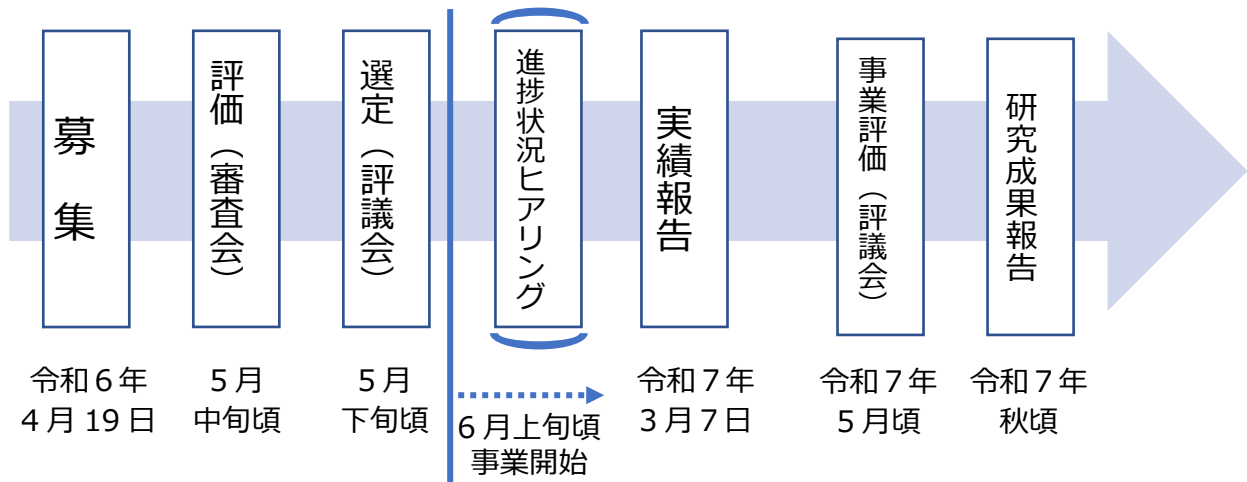 募集
評価（審査会）
選定（評議会）
進捗状況ヒアリング
実績報告
事業評価（評議会）
研究成果報告
令和６年
４月19日
５月
中旬頃
５月
下旬頃
６月上旬頃
事業開始
令和７年
３月７日
令和７年
５月頃
令和７年
秋頃